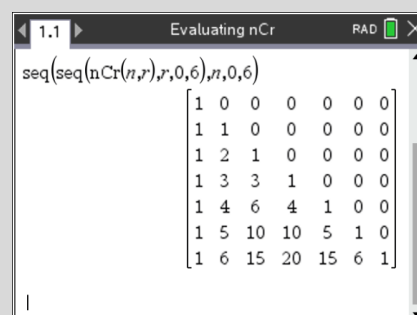 1.1 Evaluating nCr RAD
seq(seq(nCr(n,r),r,0,6),n,0,6)
1 0 0 0 0 0 0
1 1 0 0 0 0 0
1 2 1 0 0 0 0
1 3 3 1 0 0 0
1 4 6 4 1 0 0
1 5 10 10 5 1 0
1 6 15 20 15 6 1